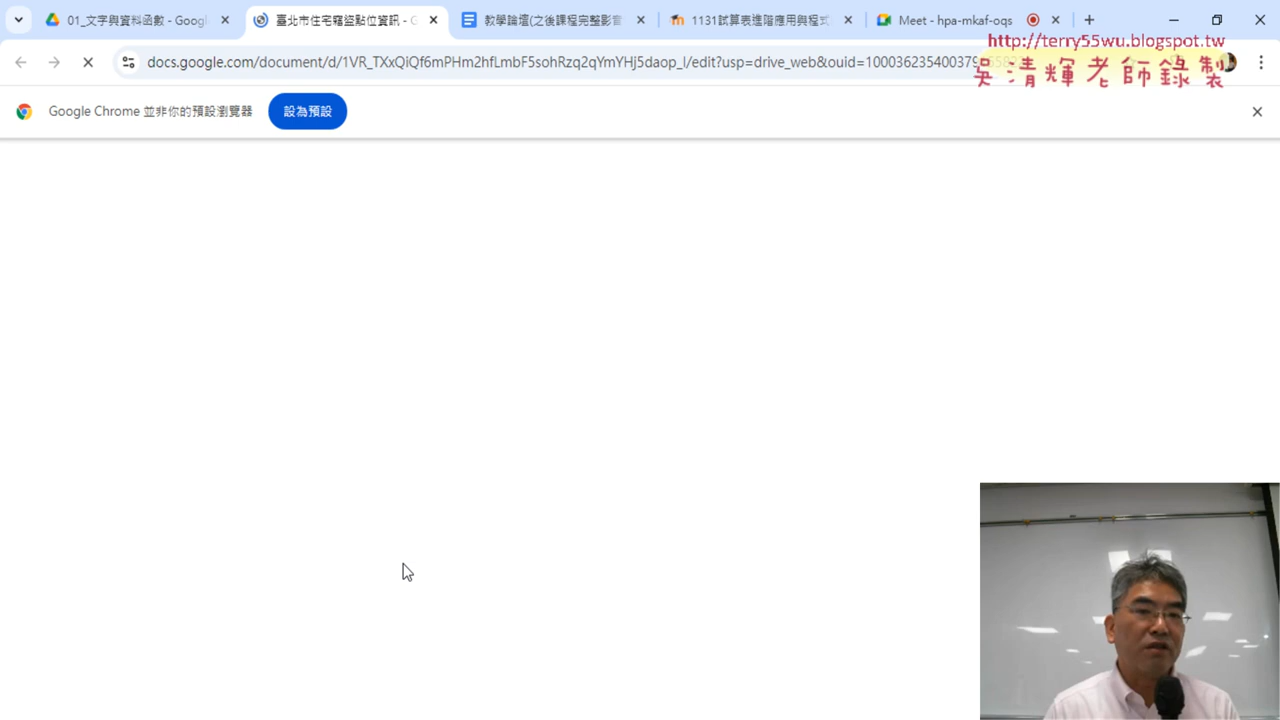 01_文字與資料函數 - Googl
臺北市住宅竊盜點位資訊 - G
教學論壇(之後課程完整影音
1131試算表進階應用與程式
Meet - hpa-mkaf-oqs
http://terry55wu.blogspot.tw
docs.google.com/document/d/1VR_TXxQiQf6mPHm2hfLmbF5sohRzq2qYmYHj5daop_I/edit?usp=drive_web&ouid=100036235400379
吳清輝老師錄製
Google Chrome 並非你的預設瀏覽器
設為預設